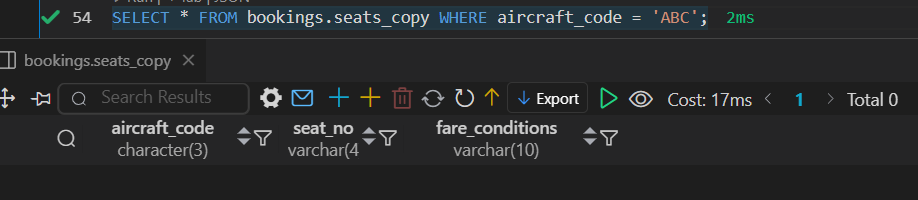 54 SELECT * FROM bookings.seats_copy WHERE aircraft_code = 'ABC'; 2ms
bookings.seats_copy
Search Results Export Cost: 17ms 1 Total 0
aircraft_code seat_no fare_conditions
character(3) varchar(4 varchar(10)